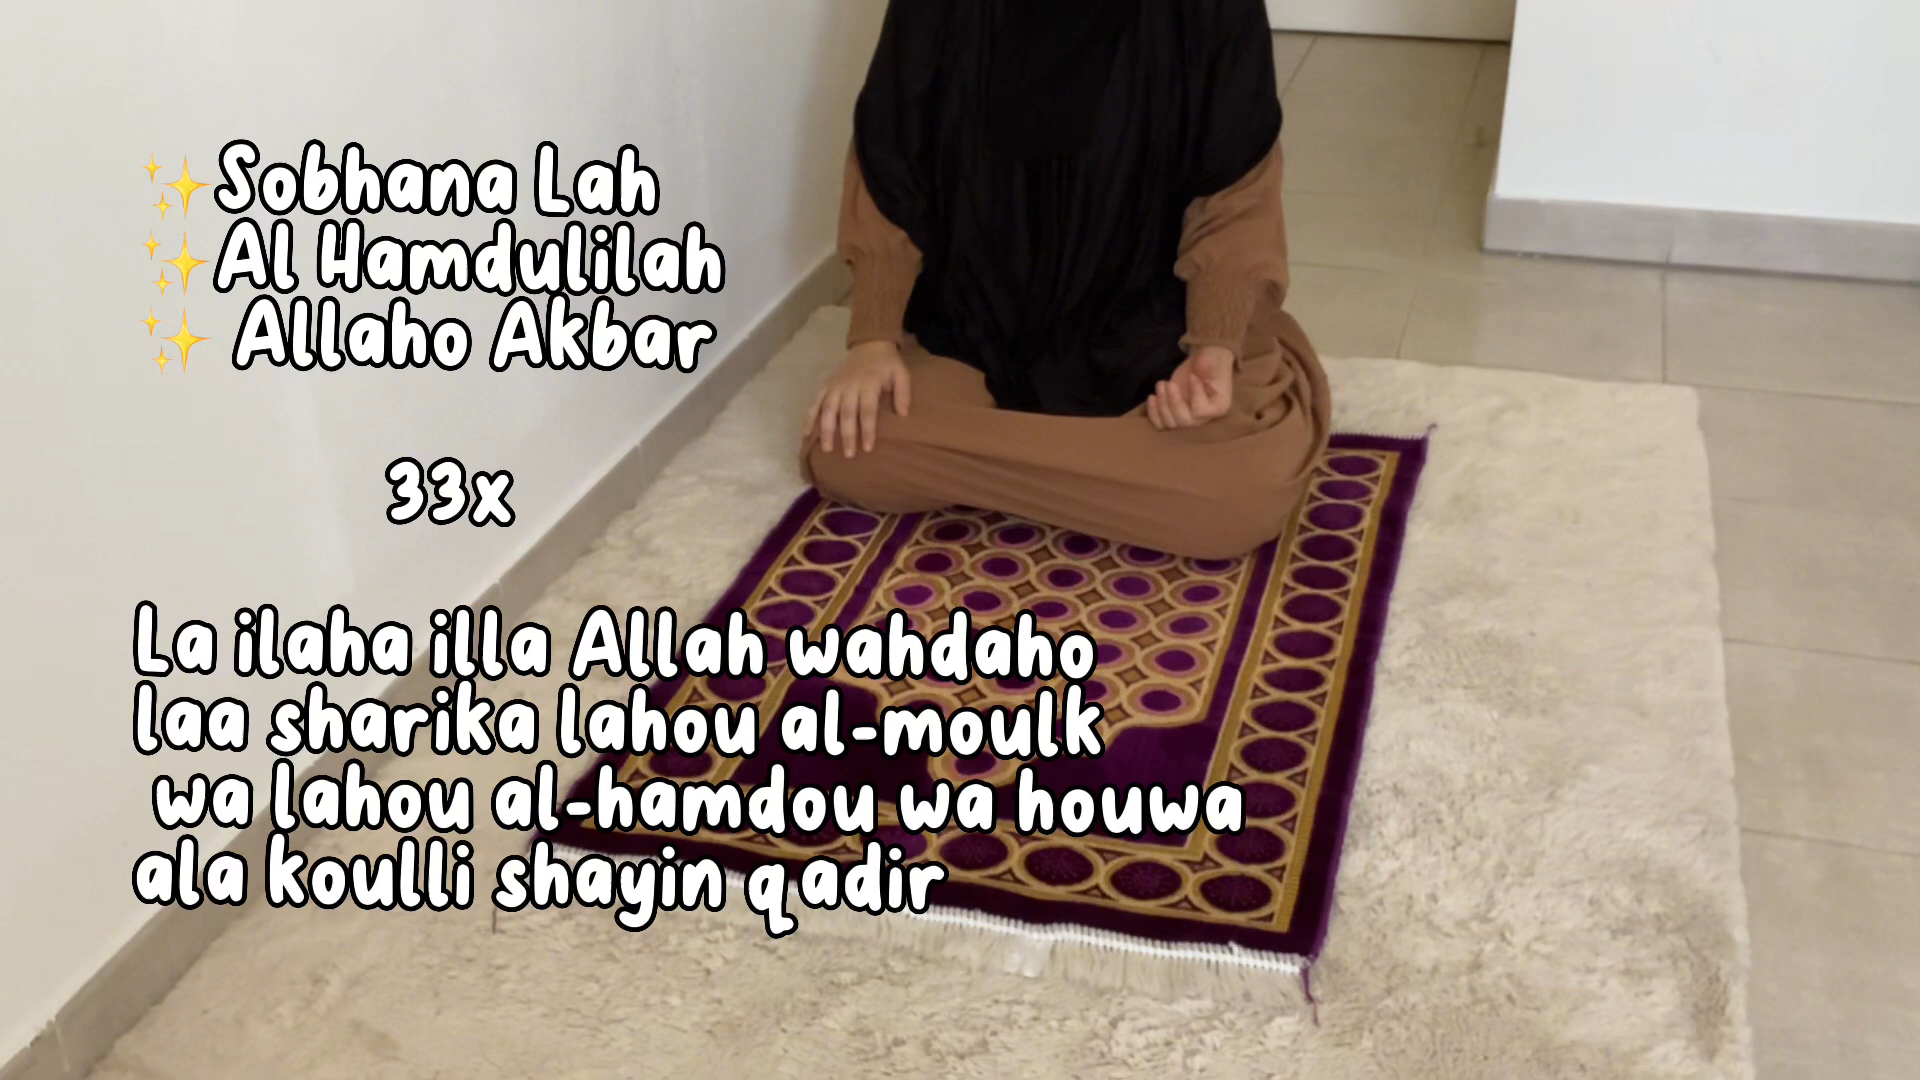 ✨Sobhana Lah
✨Al Hamdulilah
✨ Allaho Akbar
33x
La ilaha illa Allah wahdaho
laa sharika lahou al-moulk
wa lahou al-hamdou wa houwa
ala koulli shayin qadir